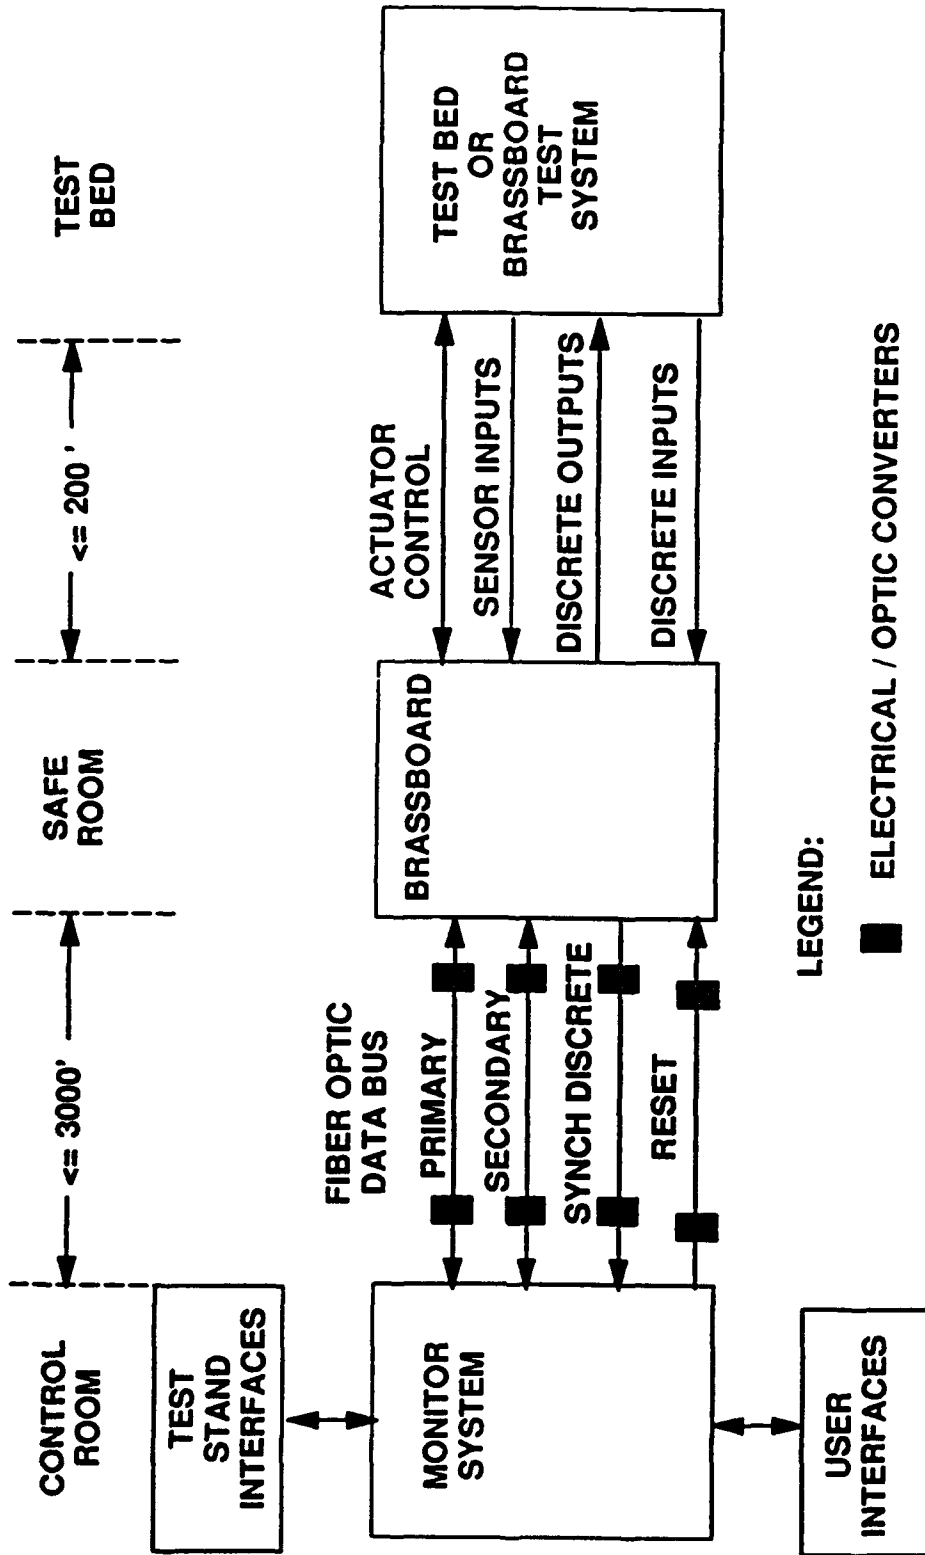 CONTROL
ROOM
<= 3000'
SAFE
ROOM
<= 200 '
TEST
BED
TEST
STAND
INTERFACES
MONITOR
SYSTEM
USER
INTERFACES
FIBER OPTIC
DATA BUS
PRIMARY
SECONDARY
SYNCH DISCRETE
RESET
BRASSBOARD
ACTUATOR
CONTROL
SENSOR INPUTS
DISCRETE OUTPUTS
DISCRETE INPUTS
TEST BED
OR
BRASSBOARD
TEST
SYSTEM
LEGEND:
ELECTRICAL / OPTIC CONVERTERS